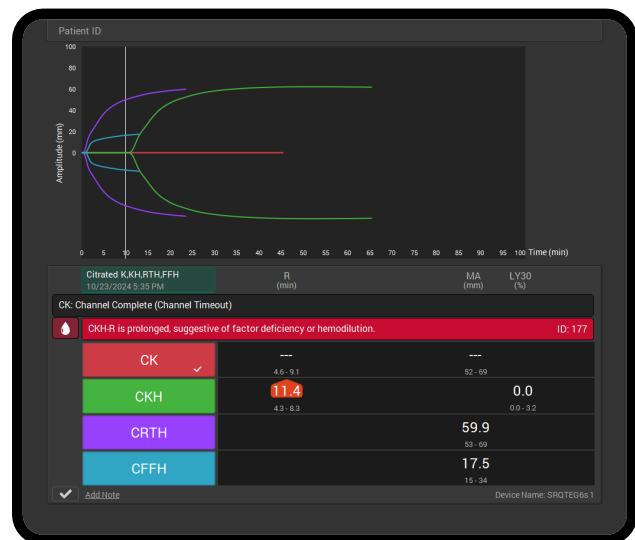 Patient ID
100
80
60
40
20
0
Amplitude (mm)
0 5 10 15 20 25 30 35 40 45 50 55 60 65 70 75 80 85 90 95 100 Time (min)
Citrated K,KH,RTH,FFH
10/23/2024 5:35 PM
R
(min)
MA
(mm)
LY30
(%)
CK: Channel Complete (Channel Timeout)
CKH-R is prolonged, suggestive of factor deficiency or hemodilution. ID: 177
CK --- ---
4.6 - 9.1 52 - 69
CKH 11.4 0.0
4.3 - 8.3 0.0 - 3.2
CRTH 59.9
53 - 69
CFFH 17.5
15 - 34
Add Note Device Name: SRQTEG6s 1